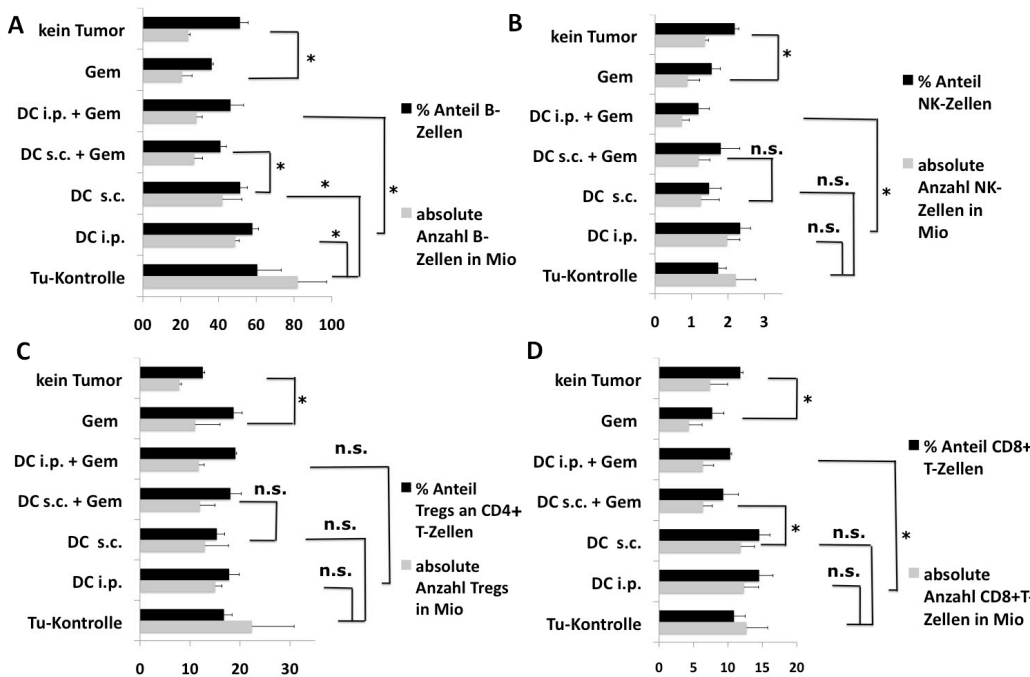 A
kein Tumor
Gem
DC i.p. + Gem
DC s.c. + Gem
DC s.c.
DC i.p.
Tu-Kontrolle
*
*
*
*
*
% Anteil B-
Zellen
absolute
Anzahl B-
Zellen in Mio
00 20 40 60 80 100
B
kein Tumor
Gem
DC i.p. + Gem
DC s.c. + Gem
DC s.c.
DC i.p.
Tu-Kontrolle
*
n.s.
n.s.
*
n.s.
% Anteil
NK-Zellen
absolute
Anzahl NK-
Zellen in
Mio
0 1 2 3
C
kein Tumor
Gem
DC i.p. + Gem
DC s.c. + Gem
DC s.c.
DC i.p.
Tu-Kontrolle
*
n.s.
n.s.
n.s.
n.s.
% Anteil
Tregs an CD4+
T-Zellen
absolute
Anzahl Tregs
in Mio
0 10 20 30
D
kein Tumor
Gem
DC i.p. + Gem
DC s.c. + Gem
DC s.c.
DC i.p.
Tu-Kontrolle
*
*
n.s.
*
n.s.
% Anteil CD8+
T-Zellen
absolute
Anzahl CD8+T-
Zellen in Mio
0 5 10 15 20